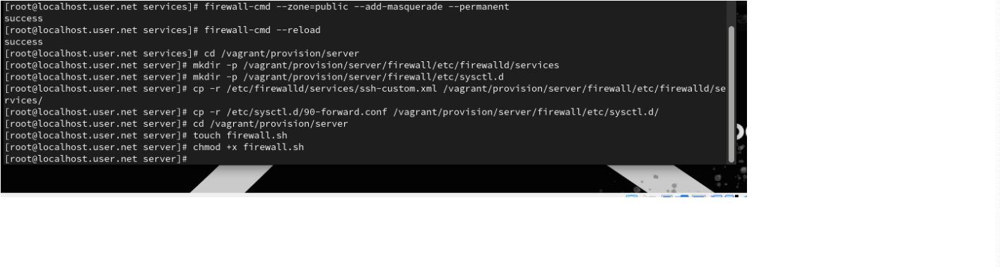 [root@localhost.user.net services]# firewall-cmd --zone=public --add-masquerade --permanent
success
[root@localhost.user.net services]# firewall-cmd --reload
success
[root@localhost.user.net services]# cd /vagrant/provision/server
[root@localhost.user.net server]# mkdir -p /vagrant/provision/server/firewall/etc/firewalld/services
[root@localhost.user.net server]# mkdir -p /vagrant/provision/server/firewall/etc/sysctl.d
[root@localhost.user.net server]# cp -r /etc/firewalld/services/ssh-custom.xml /vagrant/provision/server/firewall/etc/firewalld/se
rvices/
[root@localhost.user.net server]# cp -r /etc/sysctl.d/90-forward.conf /vagrant/provision/server/firewall/etc/sysctl.d/
[root@localhost.user.net server]# cd /vagrant/provision/server
[root@localhost.user.net server]# touch firewall.sh
[root@localhost.user.net server]# chmod +x firewall.sh
[root@localhost.user.net server]#